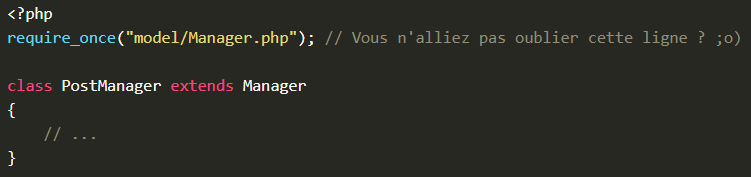 <?php
require_once("model/Manager.php"); // Vous n'alliez pas oublier cette ligne ? ;o)
class PostManager extends Manager
{
// ...
}